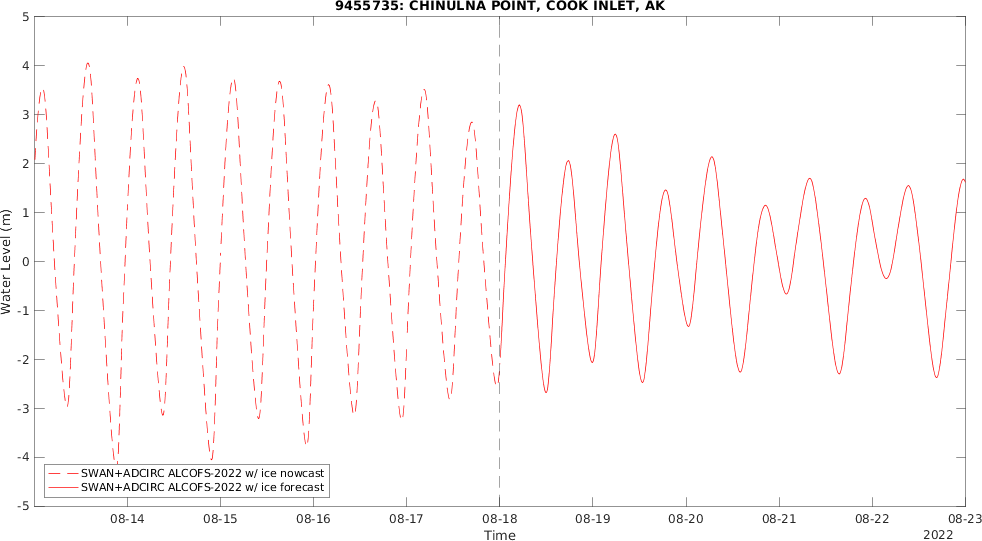 9455735: CHINULNA POINT, COOK INLET, AK
5
4
3
2
1
0
-1
-2
-3
-4
-5
Water Level (m)
SWAN+ADCIRC ALCOFS-2022 w/ ice nowcast
SWAN+ADCIRC ALCOFS-2022 w/ ice forecast
08-14 08-15 08-16 08-17 08-18 08-19 08-20 08-21 08-22 08-23
Time
2022